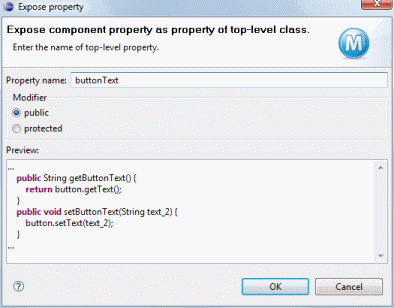 Expose property
Expose component property as property of top-level class.
Enter the name of top-level property.
M
Property name: buttonText
Modifier
public
protected
Preview:
...
public String getButtonText() {
return button.getText();
}
public void setButtonText(String text_2) {
button.setText(text_2);
}
...
? OK Cancel